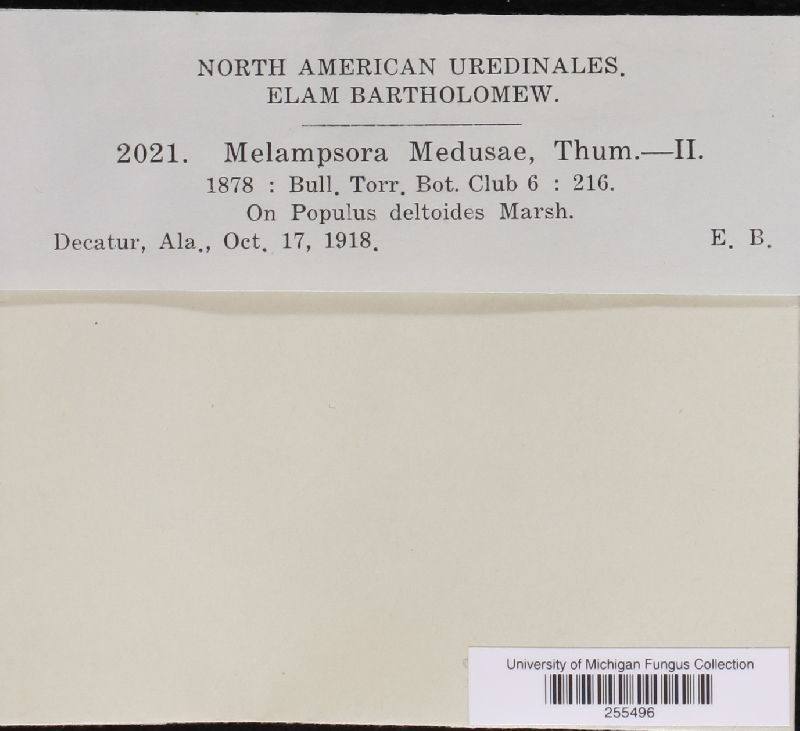 NORTH AMERICAN UREDINALES.
ELAM BARTHOLOMEW.
2021. Melampsora Medusae, Thum.—II.
1878 : Bull. Torr. Bot. Club 6 : 216.
On Populus deltoides Marsh.
Decatur, Ala., Oct. 17, 1918. E. B.
University of Michigan Fungus Collection
255496